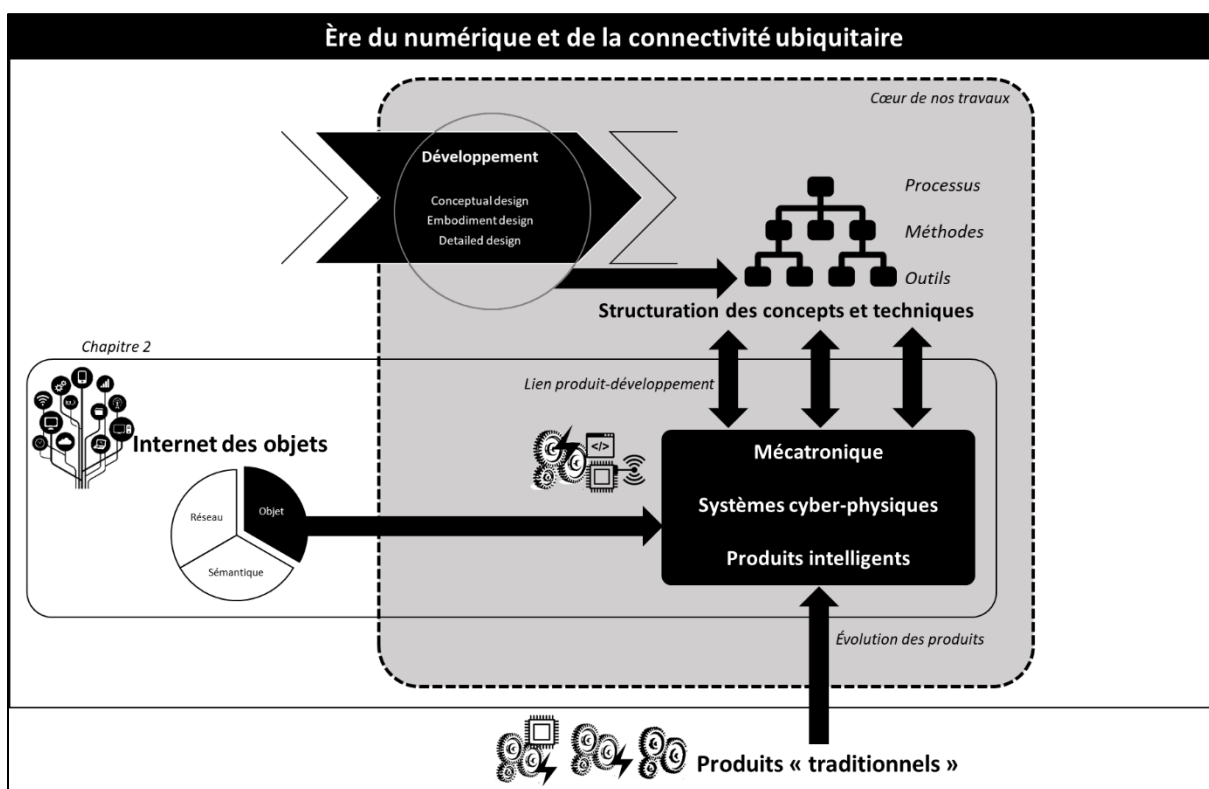 Ère du numérique et de la connectivité ubiquitaire
Cœur de nos travaux
Développement
Conceptual design
Embodiment design
Detailed design
Processus
Méthodes
Outils
Structuration des concepts et techniques
Chapitre 2
Lien produit-développement
Internet des objets
</>
Réseau
Objet
Sémantique
Mécatronique
Systèmes cyber-physiques
Produits intelligents
Évolution des produits
Produits « traditionnels »